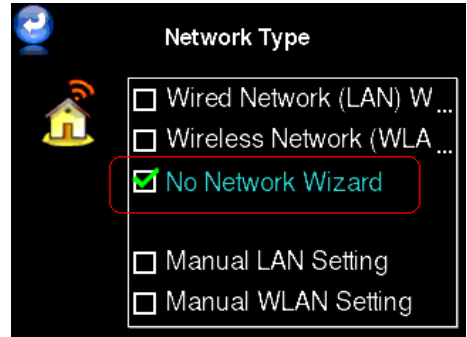 Network Type
Wired Network (LAN) W...
Wireless Network (WLA...
No Network Wizard
Manual LAN Setting
Manual WLAN Setting